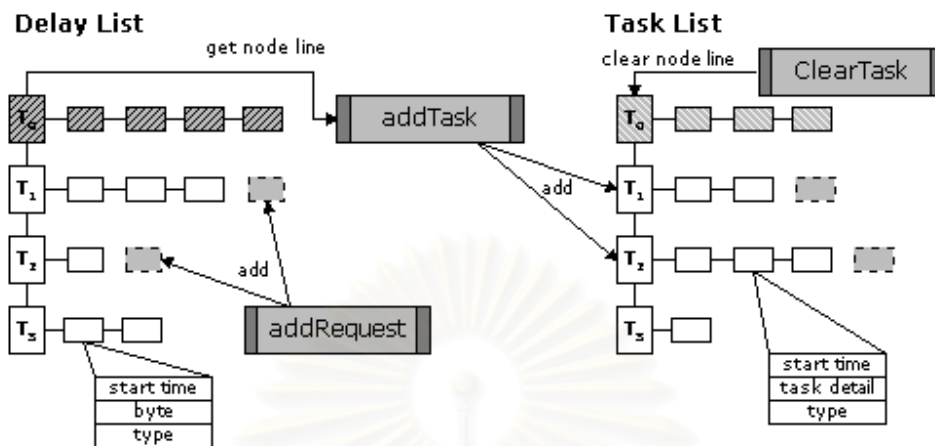 Delay List
Task List
get node line
clear node line
ClearTask
T₀
addTask
T₀
T₁
add
T₁
T₂
add
T₂
addRequest
T₃
T₃
start time
byte
type
start time
task detail
type